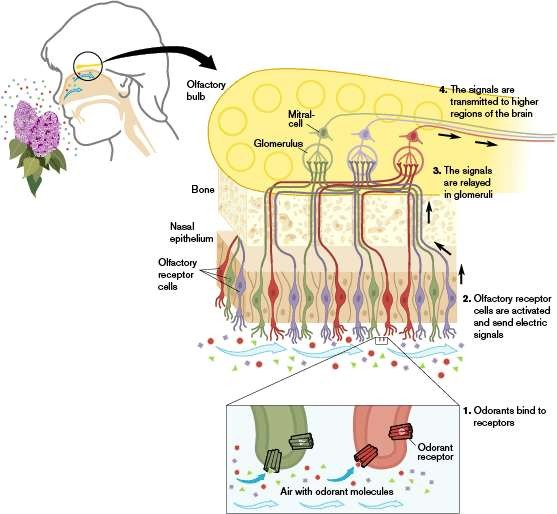 Olfactory
bulb
4. The signals are
transmitted to higher
regions of the brain
Mitral-
cell
Glomerulus
3. The signals
are relayed
in glomeruli
Bone
Nasal
epithelium
Olfactory
receptor
cells
2. Olfactory receptor
cells are activated
and send electric
signals
1. Odorants bind to
receptors
Odorant
receptor
Air with odorant molecules